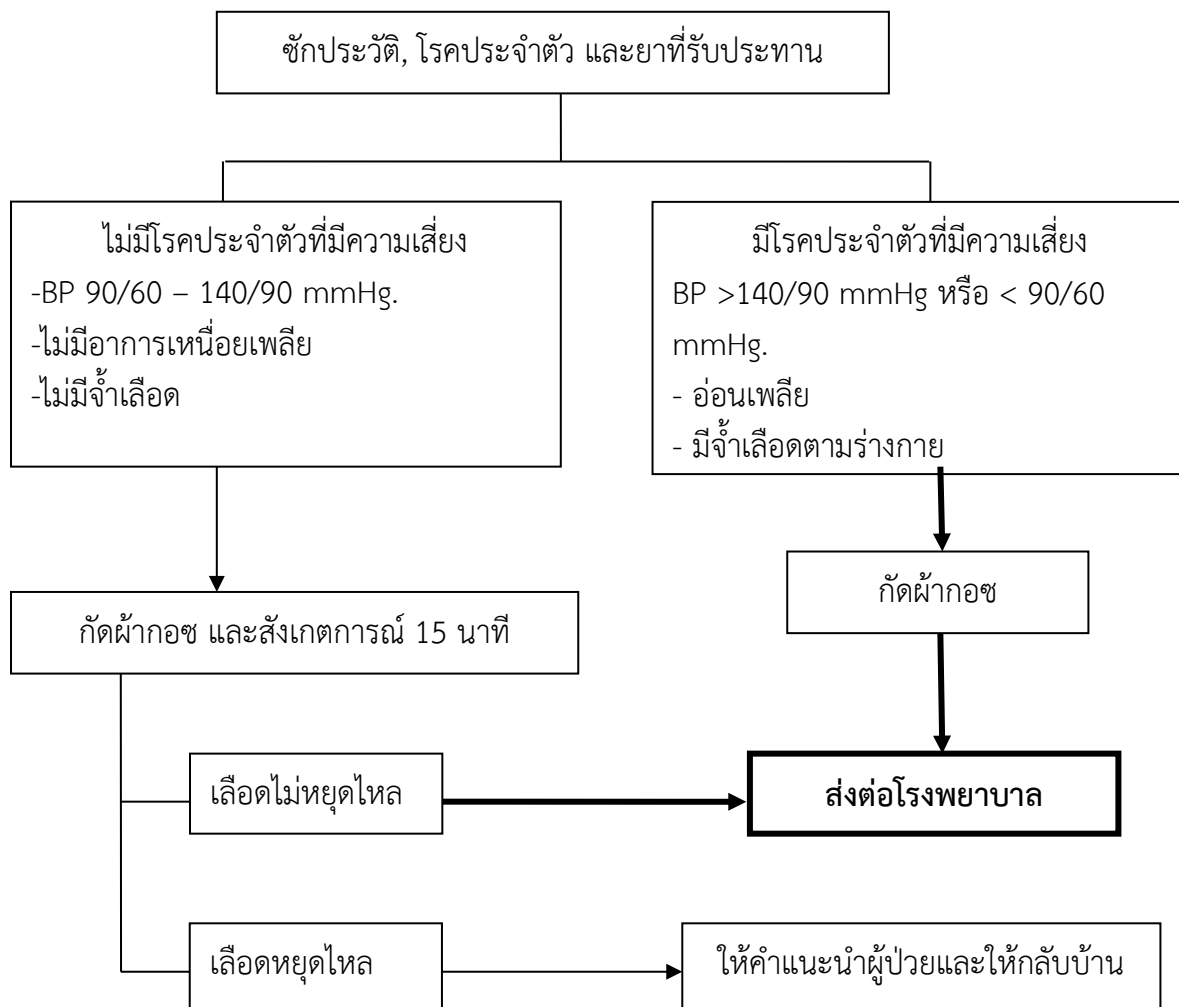 ซักประวัติ, โรคประจำตัว และยาที่รับประทาน
ไม่มีโรคประจำตัวที่มีความเสี่ยง
-BP 90/60 – 140/90 mmHg.
-ไม่มีอาการเหนื่อยเพลีย
-ไม่มีจ้ำเลือด
มีโรคประจำตัวที่มีความเสี่ยง
BP >140/90 mmHg หรือ < 90/60
mmHg.
- อ่อนเพลีย
- มีจ้ำเลือดตามร่างกาย
กัดผ้ากอซ
กัดผ้ากอซ และสังเกตการณ์ 15 นาที
เลือดไม่หยุดไหล
ส่งต่อโรงพยาบาล
เลือดหยุดไหล
ให้คำแนะนำผู้ป่วยและให้กลับบ้าน